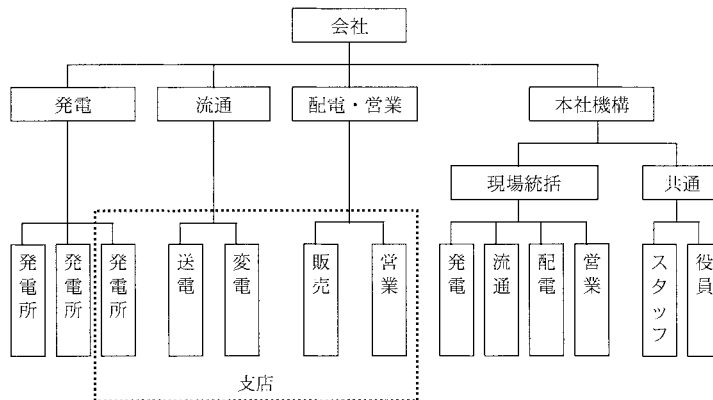 会社
発電
流通
配電・営業
本社機構
現場統括
共通
発電所
発電所
発電所
送電
変電
販売
営業
発電
流通
配電
営業
スタッフ
役員
支店